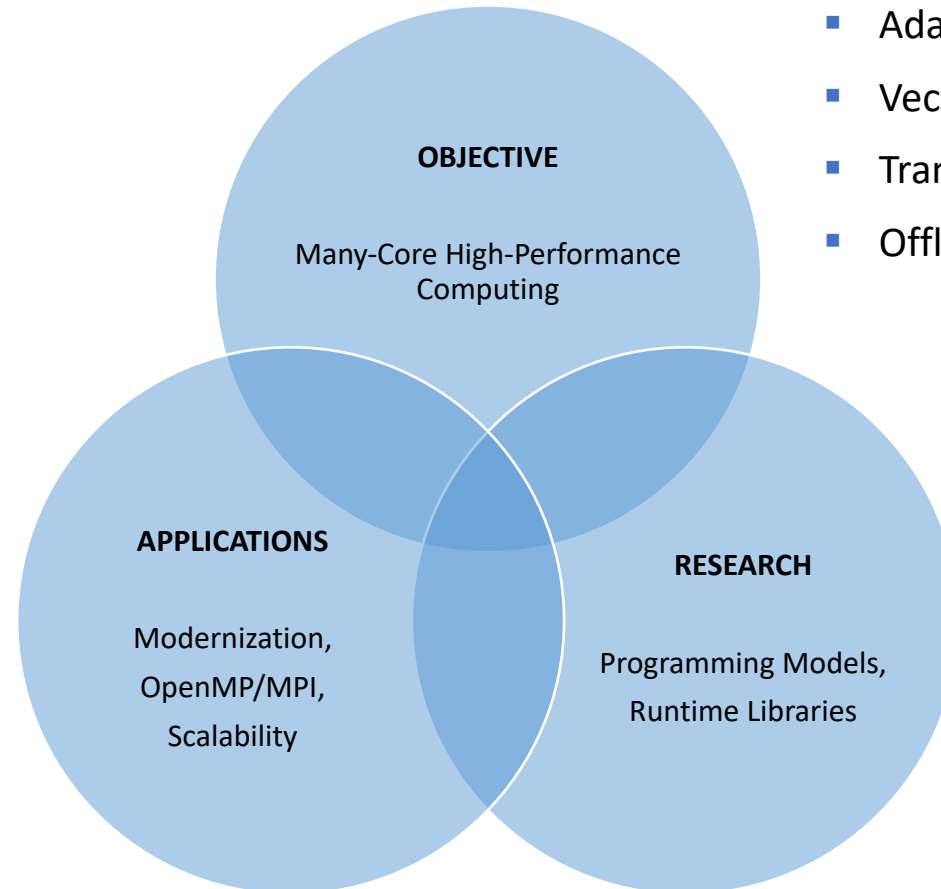 OBJECTIVE
Many-Core High-Performance
Computing
APPLICATIONS
Modernization,
OpenMP/MPI,
Scalability
RESEARCH
Programming Models,
Runtime Libraries